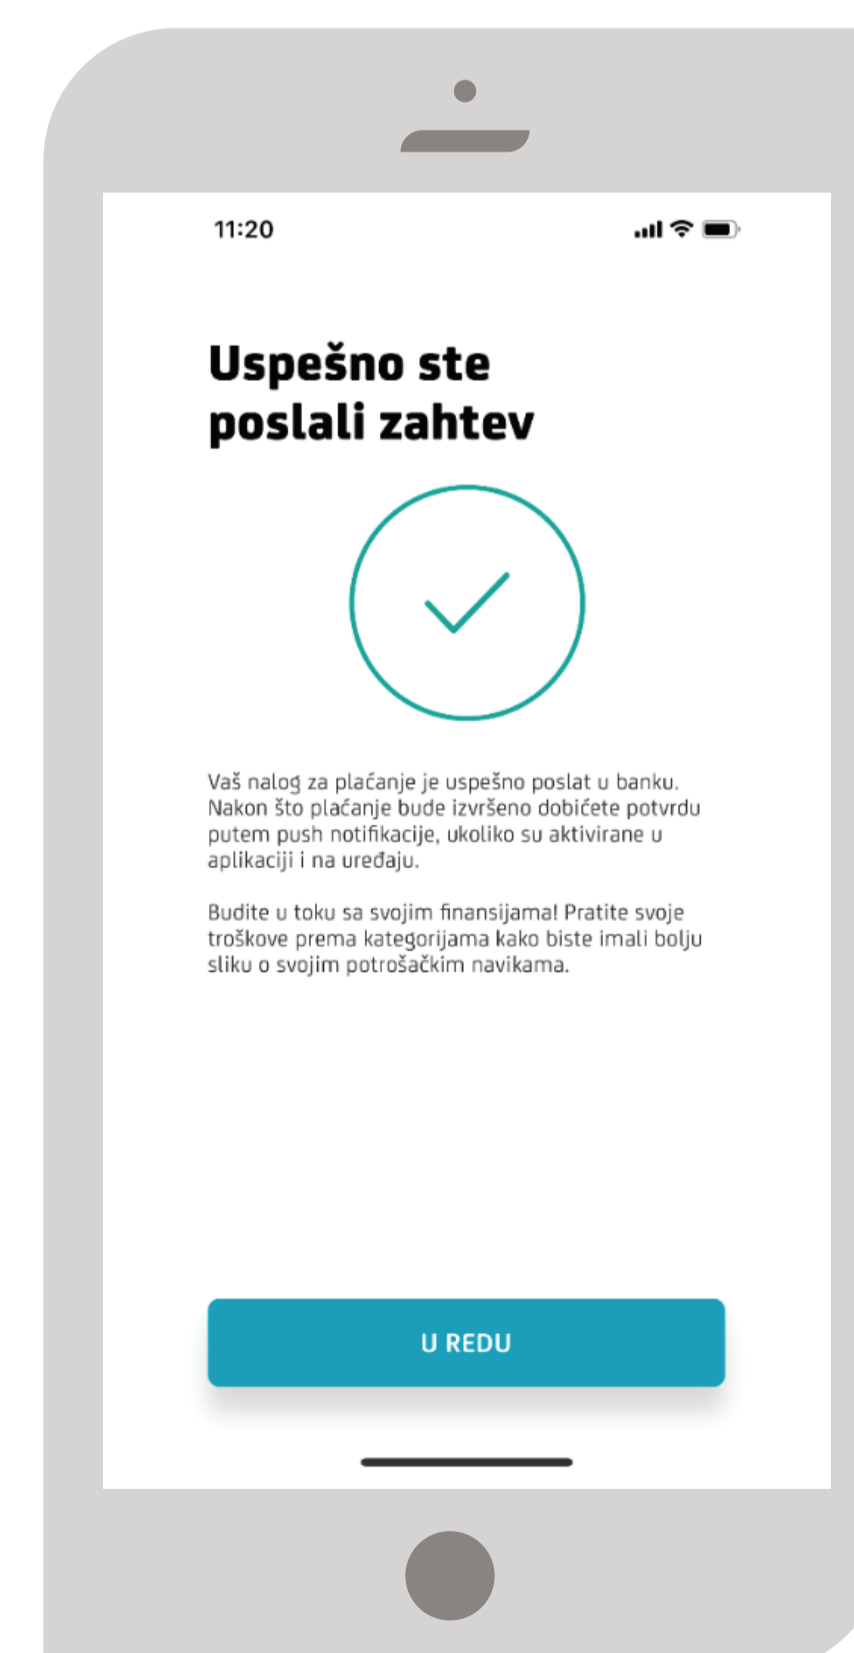 11:20
Uspešno ste
poslali zahtev
Vaš nalog za plaćanje je uspešno poslat u banku.
Nakon što plaćanje bude izvršeno dobićete potvrdu
putem push notifikacije, ukoliko su aktivirane u
aplikaciji i na uređaju.
Budite u toku sa svojim finansijama! Pratite svoje
troškove prema kategorijama kako biste imali bolju
sliku o svojim potrošačkim navikama.
U REDU